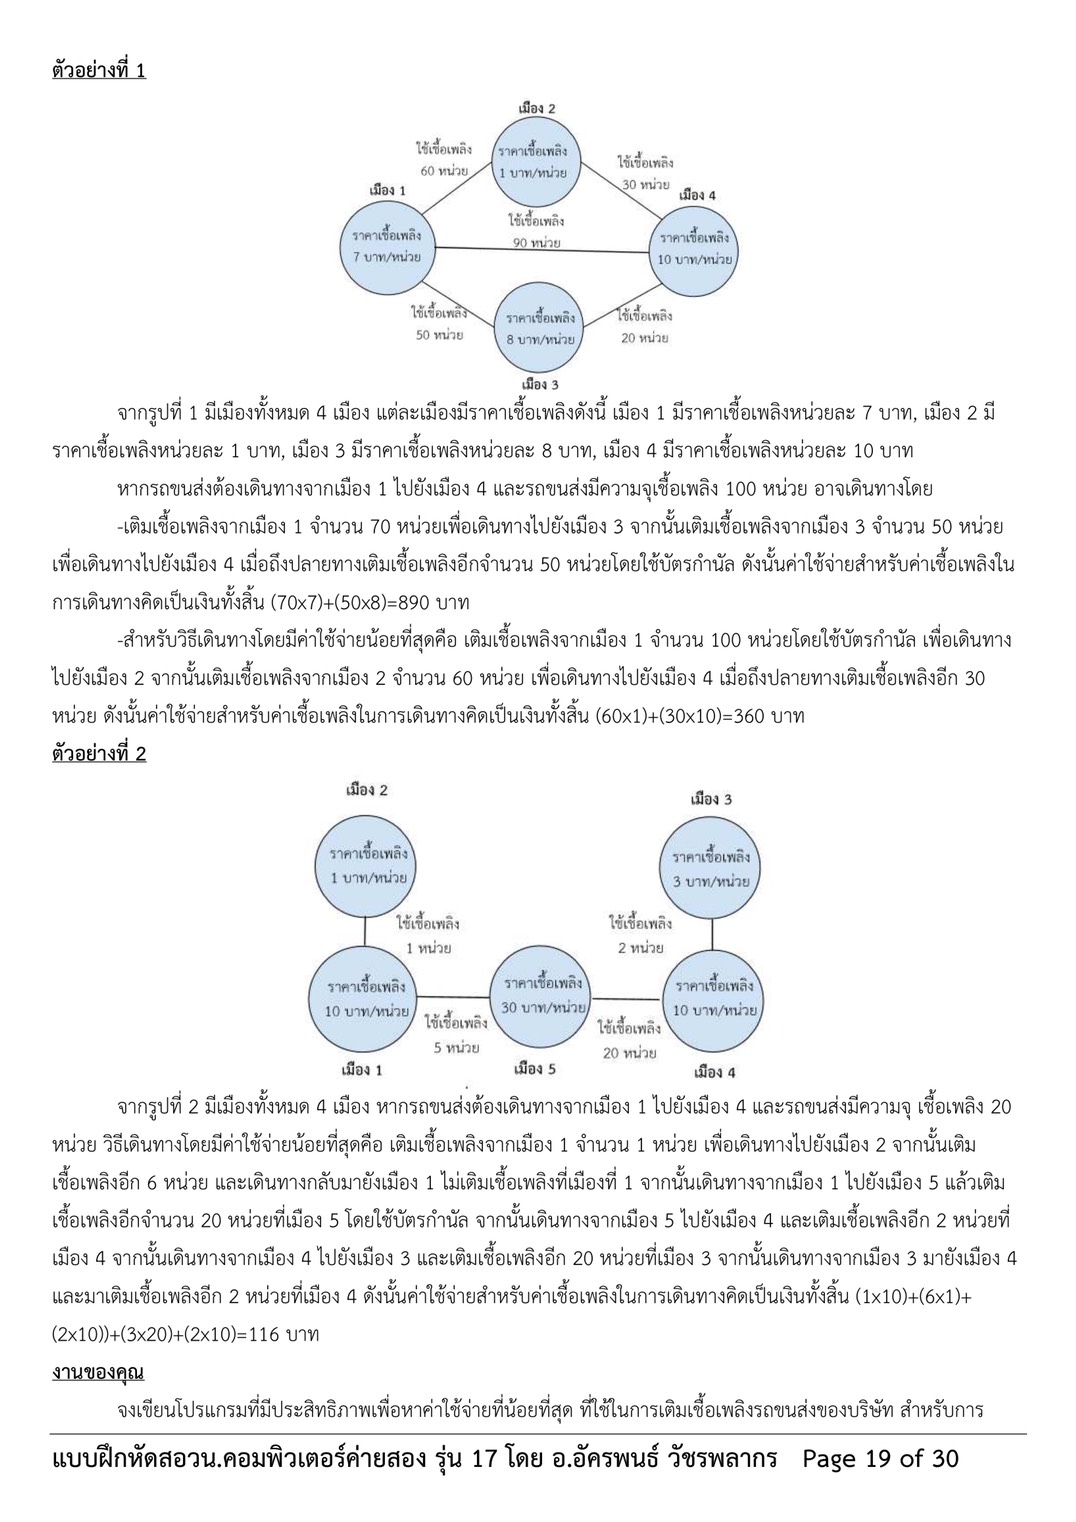 ตัวอย่างที่ 1
เมือง 2
ราคาเชื้อเพลิง
1 บาท/หน่วย
ใช้เชื้อเพลิง
60 หน่วย
ใช้เชื้อเพลิง
30 หน่วย
เมือง 1
เมือง 4
ใช้เชื้อเพลิง
90 หน่วย
ราคาเชื้อเพลิง
7 บาท/หน่วย
ราคาเชื้อเพลิง
10 บาท/หน่วย
ใช้เชื้อเพลิง
50 หน่วย
ราคาเชื้อเพลิง
8 บาท/หน่วย
ใช้เชื้อเพลิง
20 หน่วย
เมือง 3
จากรูปที่ 1 มีเมืองทั้งหมด 4 เมือง แต่ละเมืองมีราคาเชื้อเพลิงดังนี้ เมือง 1 มีราคาเชื้อเพลิงหน่วยละ 7 บาท, เมือง 2 มี
ราคาเชื้อเพลิงหน่วยละ 1 บาท, เมือง 3 มีราคาเชื้อเพลิงหน่วยละ 8 บาท, เมือง 4 มีราคาเชื้อเพลิงหน่วยละ 10 บาท
หากรถขนส่งต้องเดินทางจากเมือง 1 ไปยังเมือง 4 และรถขนส่งมีความจุเชื้อเพลิง 100 หน่วย อาจเดินทางโดย
-เติมเชื้อเพลิงจากเมือง 1 จำนวน 70 หน่วยเพื่อเดินทางไปยังเมือง 3 จากนั้นเติมเชื้อเพลิงจากเมือง 3 จำนวน 50 หน่วย
เพื่อเดินทางไปยังเมือง 4 เมื่อถึงปลายทางเติมเชื้อเพลิงอีกจำนวน 50 หน่วยโดยใช้บัตรกำนัล ดังนั้นค่าใช้จ่ายสำหรับค่าเชื้อเพลิงใน
การเดินทางคิดเป็นเงินทั้งสิ้น (70x7)+(50x8)=890 บาท
-สำหรับวิธีเดินทางโดยมีค่าใช้จ่ายน้อยที่สุดคือ เติมเชื้อเพลิงจากเมือง 1 จำนวน 100 หน่วยโดยใช้บัตรกำนัล เพื่อเดินทาง
ไปยังเมือง 2 จากนั้นเติมเชื้อเพลิงจากเมือง 2 จำนวน 60 หน่วย เพื่อเดินทางไปยังเมือง 4 เมื่อถึงปลายทางเติมเชื้อเพลิงอีก 30
หน่วย ดังนั้นค่าใช้จ่ายสำหรับค่าเชื้อเพลิงในการเดินทางคิดเป็นเงินทั้งสิ้น (60x1)+(30x10)=360 บาท
ตัวอย่างที่ 2
เมือง 2
เมือง 3
ราคาเชื้อเพลิง
1 บาท/หน่วย
ราคาเชื้อเพลิง
3 บาท/หน่วย
ใช้เชื้อเพลิง
1 หน่วย
ใช้เชื้อเพลิง
2 หน่วย
ราคาเชื้อเพลิง
10 บาท/หน่วย
ราคาเชื้อเพลิง
30 บาท/หน่วย
ราคาเชื้อเพลิง
10 บาท/หน่วย
ใช้เชื้อเพลิง
5 หน่วย
ใช้เชื้อเพลิง
20 หน่วย
เมือง 1
เมือง 5
เมือง 4
จากรูปที่ 2 มีเมืองทั้งหมด 4 เมือง หากรถขนส่งต้องเดินทางจากเมือง 1 ไปยังเมือง 4 และรถขนส่งมีความจุ เชื้อเพลิง 20
หน่วย วิธีเดินทางโดยมีค่าใช้จ่ายน้อยที่สุดคือ เติมเชื้อเพลิงจากเมือง 1 จำนวน 1 หน่วย เพื่อเดินทางไปยังเมือง 2 จากนั้นเติม
เชื้อเพลิงอีก 6 หน่วย และเดินทางกลับมายังเมือง 1 ไม่เติมเชื้อเพลิงที่เมืองที่ 1 จากนั้นเดินทางจากเมือง 1 ไปยังเมือง 5 แล้วเติม
เชื้อเพลิงอีกจำนวน 20 หน่วยที่เมือง 5 โดยใช้บัตรกำนัล จากนั้นเดินทางจากเมือง 5 ไปยังเมือง 4 และเติมเชื้อเพลิงอีก 2 หน่วยที่
เมือง 4 จากนั้นเดินทางจากเมือง 4 ไปยังเมือง 3 และเติมเชื้อเพลิงอีก 20 หน่วยที่เมือง 3 จากนั้นเดินทางจากเมือง 3 มายังเมือง 4
และมาเติมเชื้อเพลิงอีก 2 หน่วยที่เมือง 4 ดังนั้นค่าใช้จ่ายสำหรับค่าเชื้อเพลิงในการเดินทางคิดเป็นเงินทั้งสิ้น (1x10)+(6x1)+
(2x10))+(3x20)+(2x10)=116 บาท
งานของคุณ
จงเขียนโปรแกรมที่มีประสิทธิภาพเพื่อหาค่าใช้จ่ายที่น้อยที่สุด ที่ใช้ในการเติมเชื้อเพลิงรถขนส่งของบริษัท สำหรับการ
แบบฝึกหัดสอวน.คอมพิวเตอร์ค่ายสอง รุ่น 17 โดย อ.อัครพนธ์ วัชรพลากร Page 19 of 30